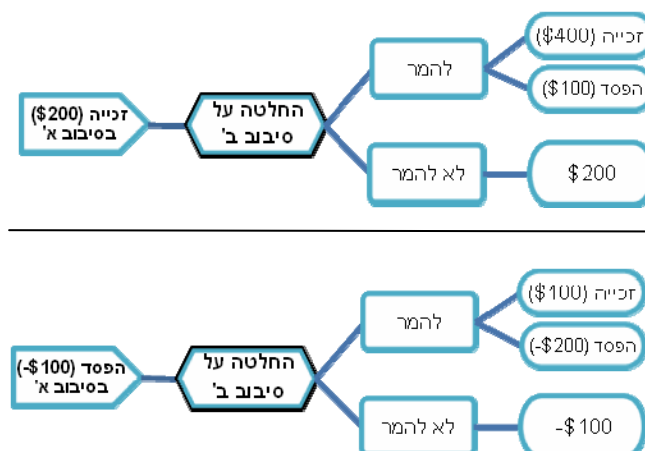 זכייה ($200)
בסיבוב א'
החלטה על
סיבוב ב'
להמר
זכייה ($400)
הפסד ($100)
לא להמר
$200
הפסד ($100-)
בסיבוב א'
החלטה על
סיבוב ב'
להמר
זכייה ($100)
הפסד ($200-)
לא להמר
-$100